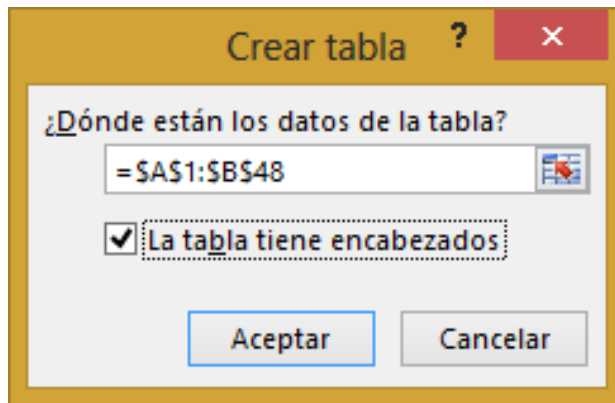 Crear tabla ?
¿Dónde están los datos de la tabla?
=$A$1:$B$48
La tabla tiene encabezados
Aceptar Cancelar